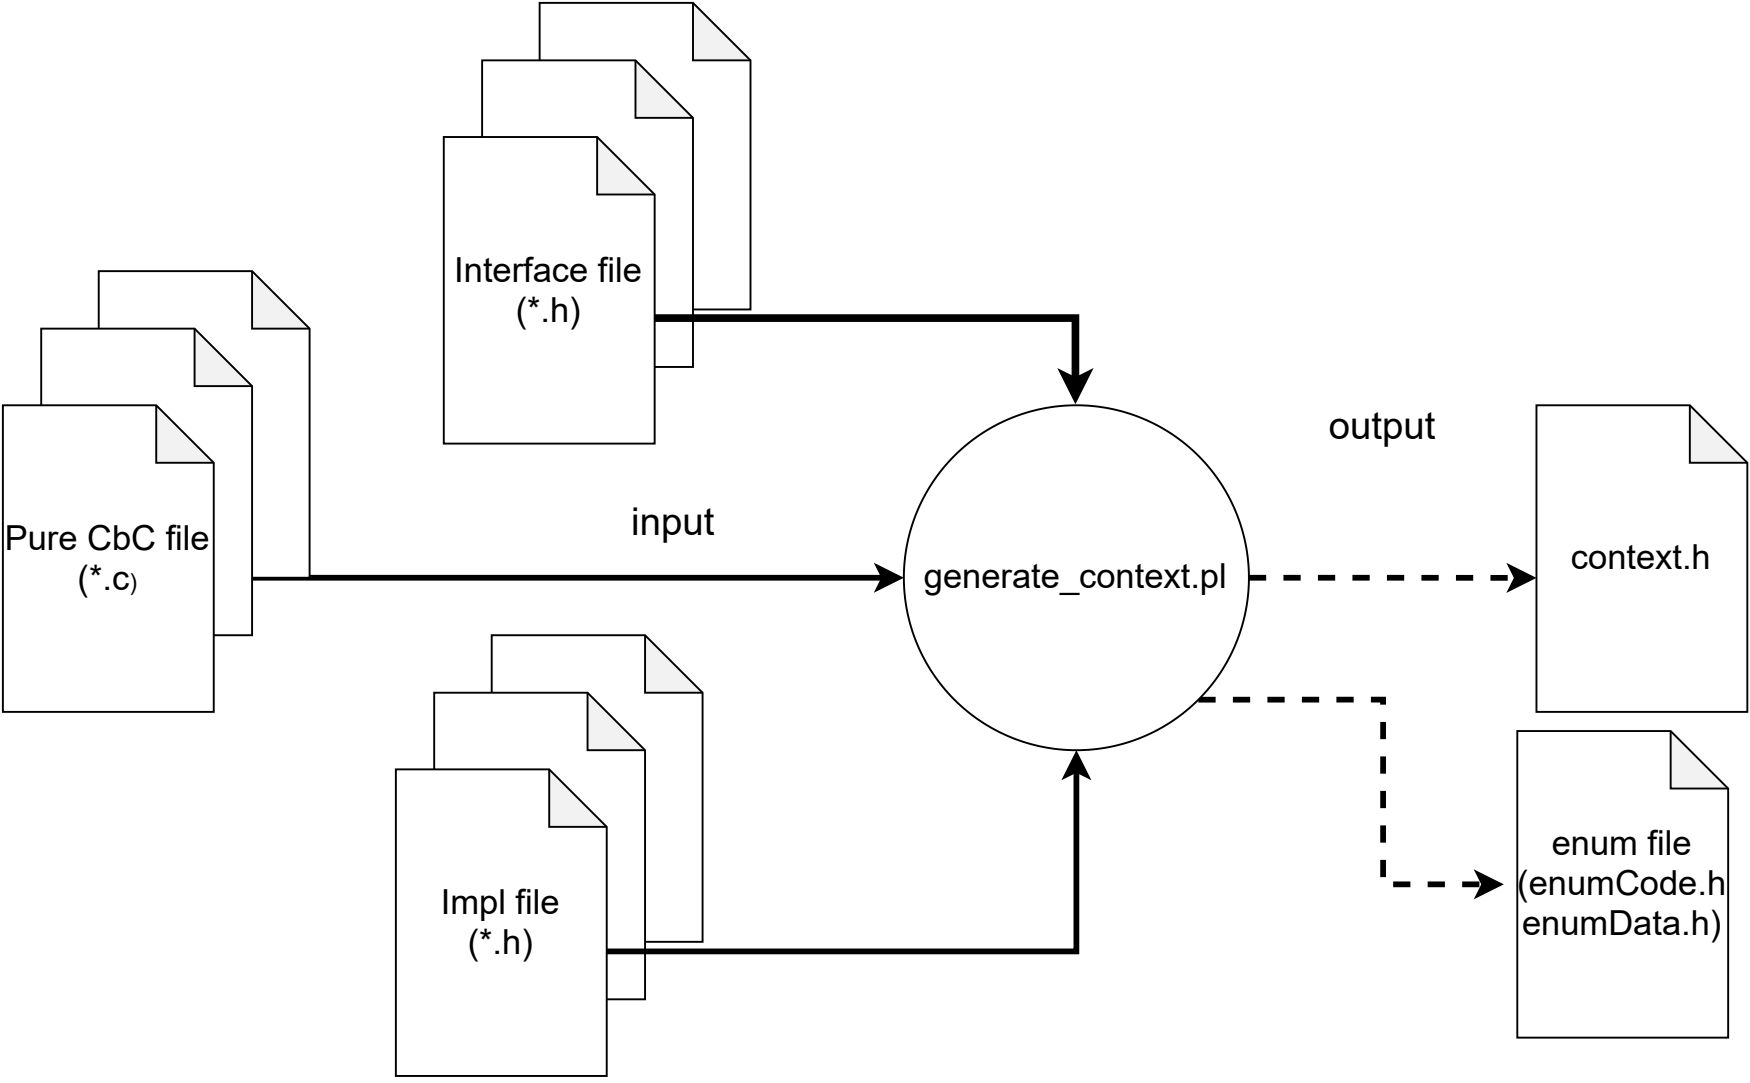 Interface file
(*.h)
Pure CbC file
(*.c)
input
generate_context.pl
output
context.h
Impl file
(*.h)
enum file
(enumCode.h
enumData.h)